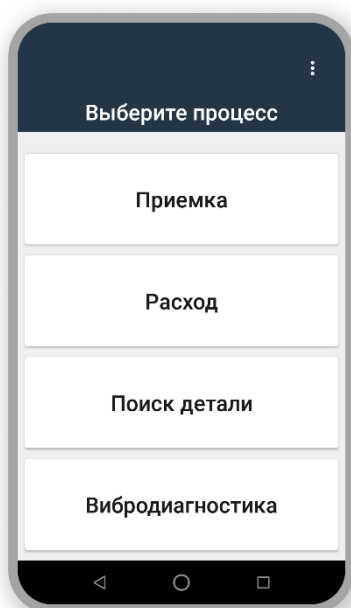 Выберите процесс
Приемка
Расход
Поиск детали
Вибродиагностика